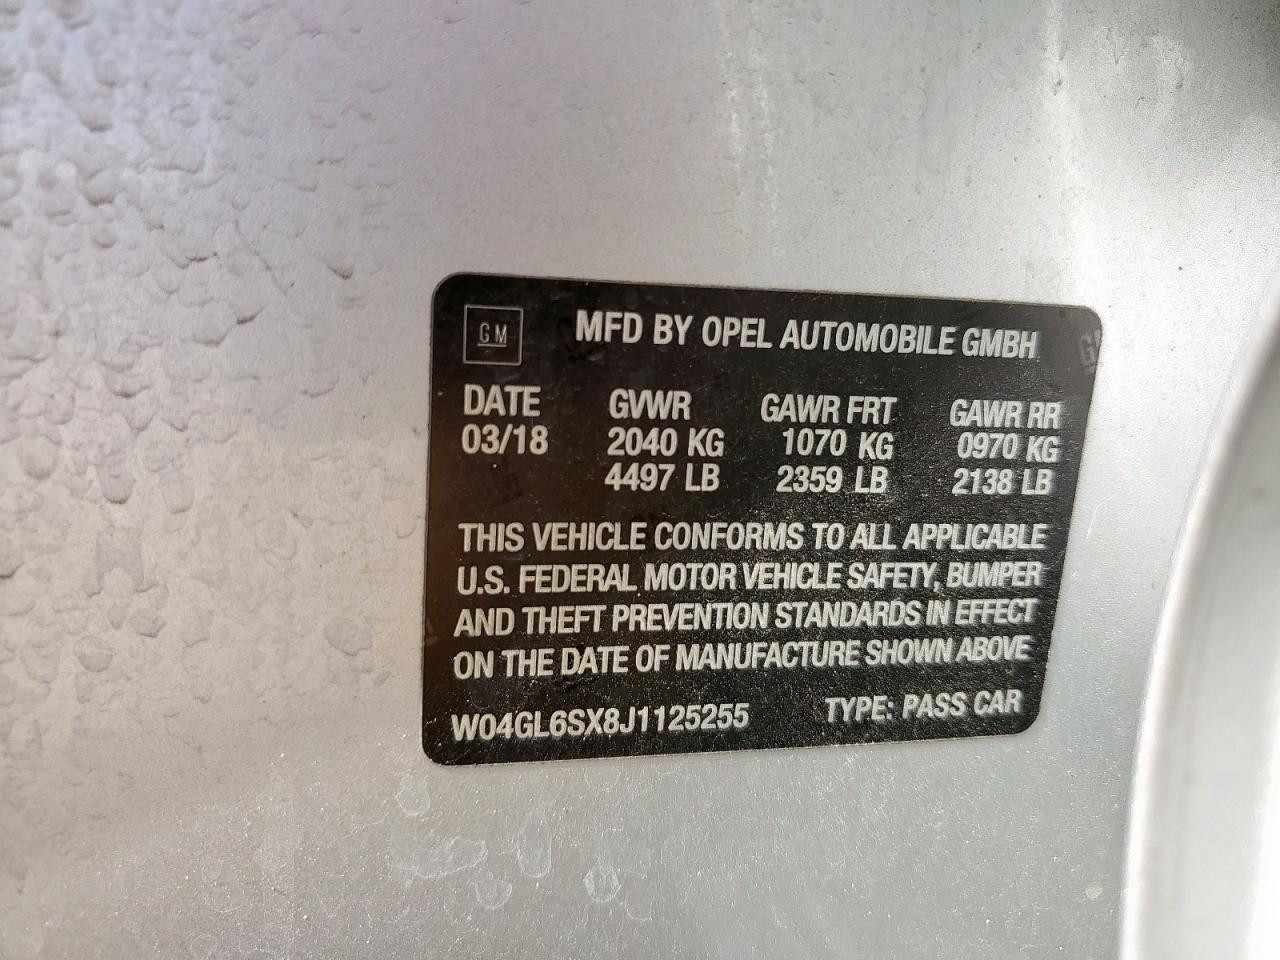 GM MFD BY OPEL AUTOMOBILE GMBH
DATE GVWR GAWR FRT GAWR RR
03/18 2040 KG 1070 KG 0970 KG
4497 LB 2359 LB 2138 LB
THIS VEHICLE CONFORMS TO ALL APPLICABLE
U.S. FEDERAL MOTOR VEHICLE SAFETY, BUMPER
AND THEFT PREVENTION STANDARDS IN EFFECT
ON THE DATE OF MANUFACTURE SHOWN ABOVE
W04GL6SX8J1125255 TYPE: PASS CAR